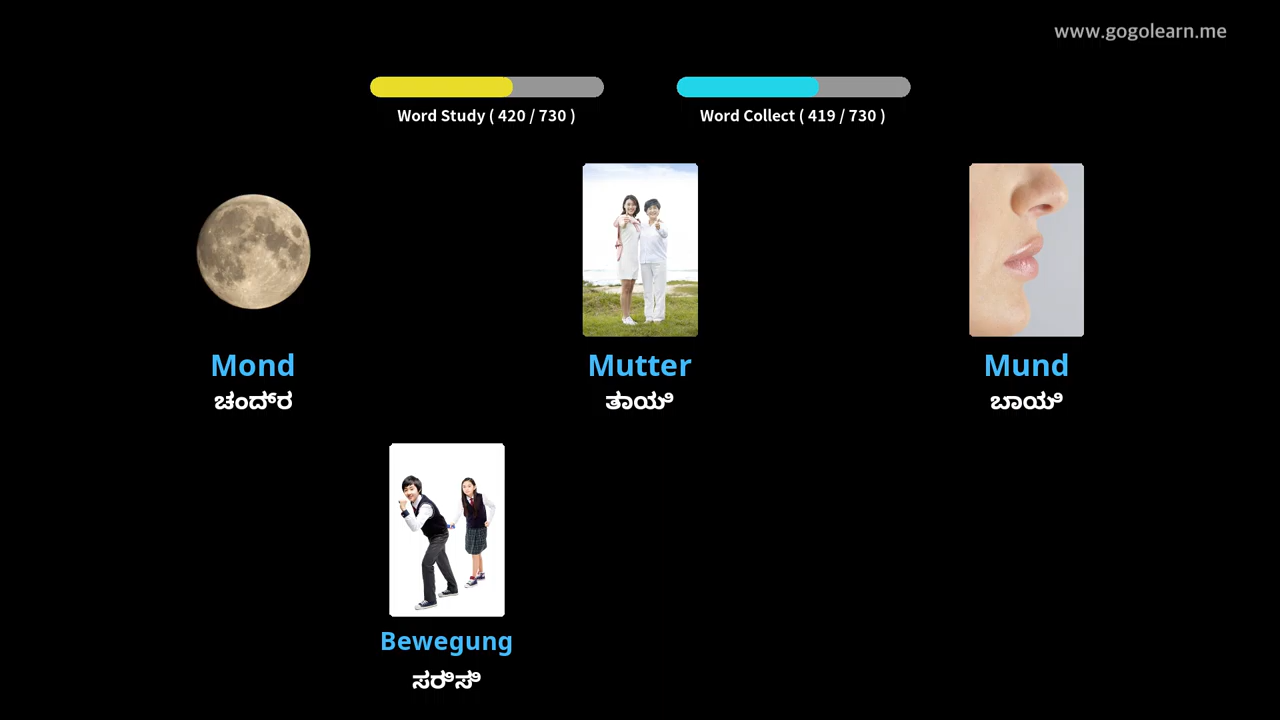 www.gogolearn.me
Word Study ( 420 / 730 )
Word Collect ( 419 / 730 )
Mond
ಚಂದ್ರ
Mutter
ತಾಯಿ
Mund
ಬಾಯಿ
Bewegung
ಸರಿಸಿ